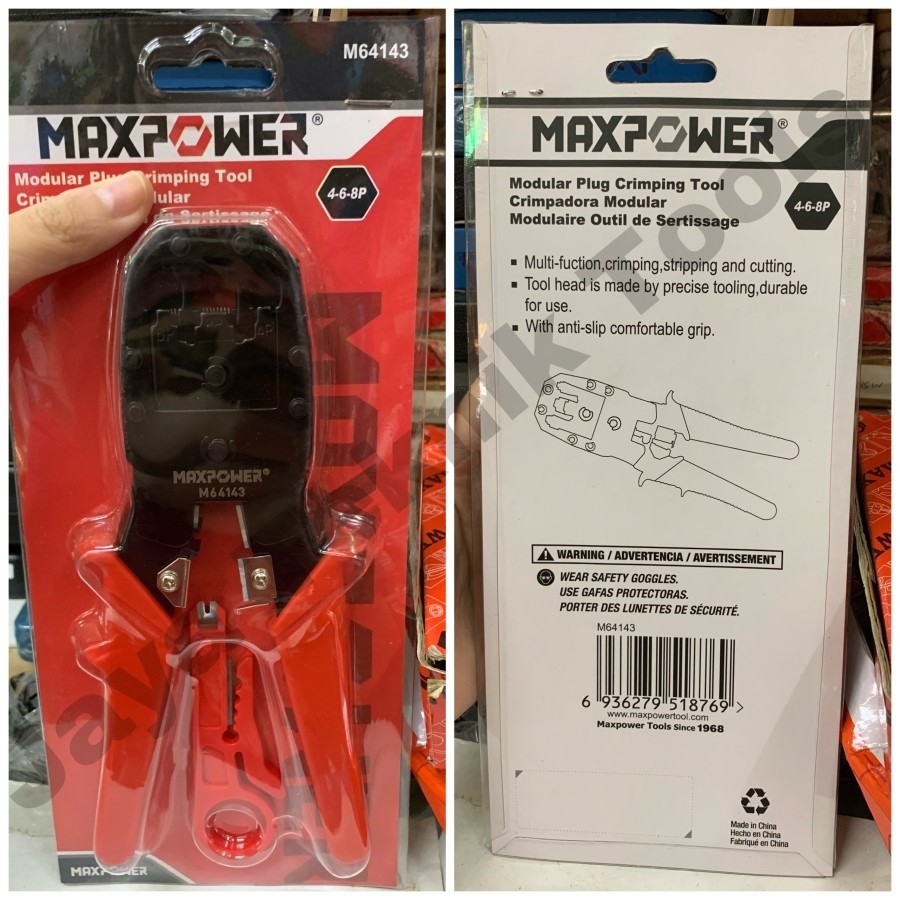 M64143
MAXPOWER®
Modular Plug Crimping Tool
Modular
Sertissage
4-6-8P
4P
MAXPOWER®
M64143
MAXPOWER
MAXPOWER®
Modular Plug Crimping Tool
Crimpadora Modular
Modulaire Outil de Sertissage
4-6-8P
Multi-fuction,crimping,stripping and cutting.
Tool head is made by precise tooling,durable
for use.
With anti-slip comfortable grip.
WARNING / ADVERTENCIA / AVERTISSEMENT
WEAR SAFETY GOGGLES.
USE GAFAS PROTECTORAS.
PORTER DES LUNETTES DE SÉCURITÉ.
M64143
6 936279 518769 >
www.maxpowertool.com
Maxpower Tools Since 1968
Made in China
Hecho en China
Fabriqué en China
Tools